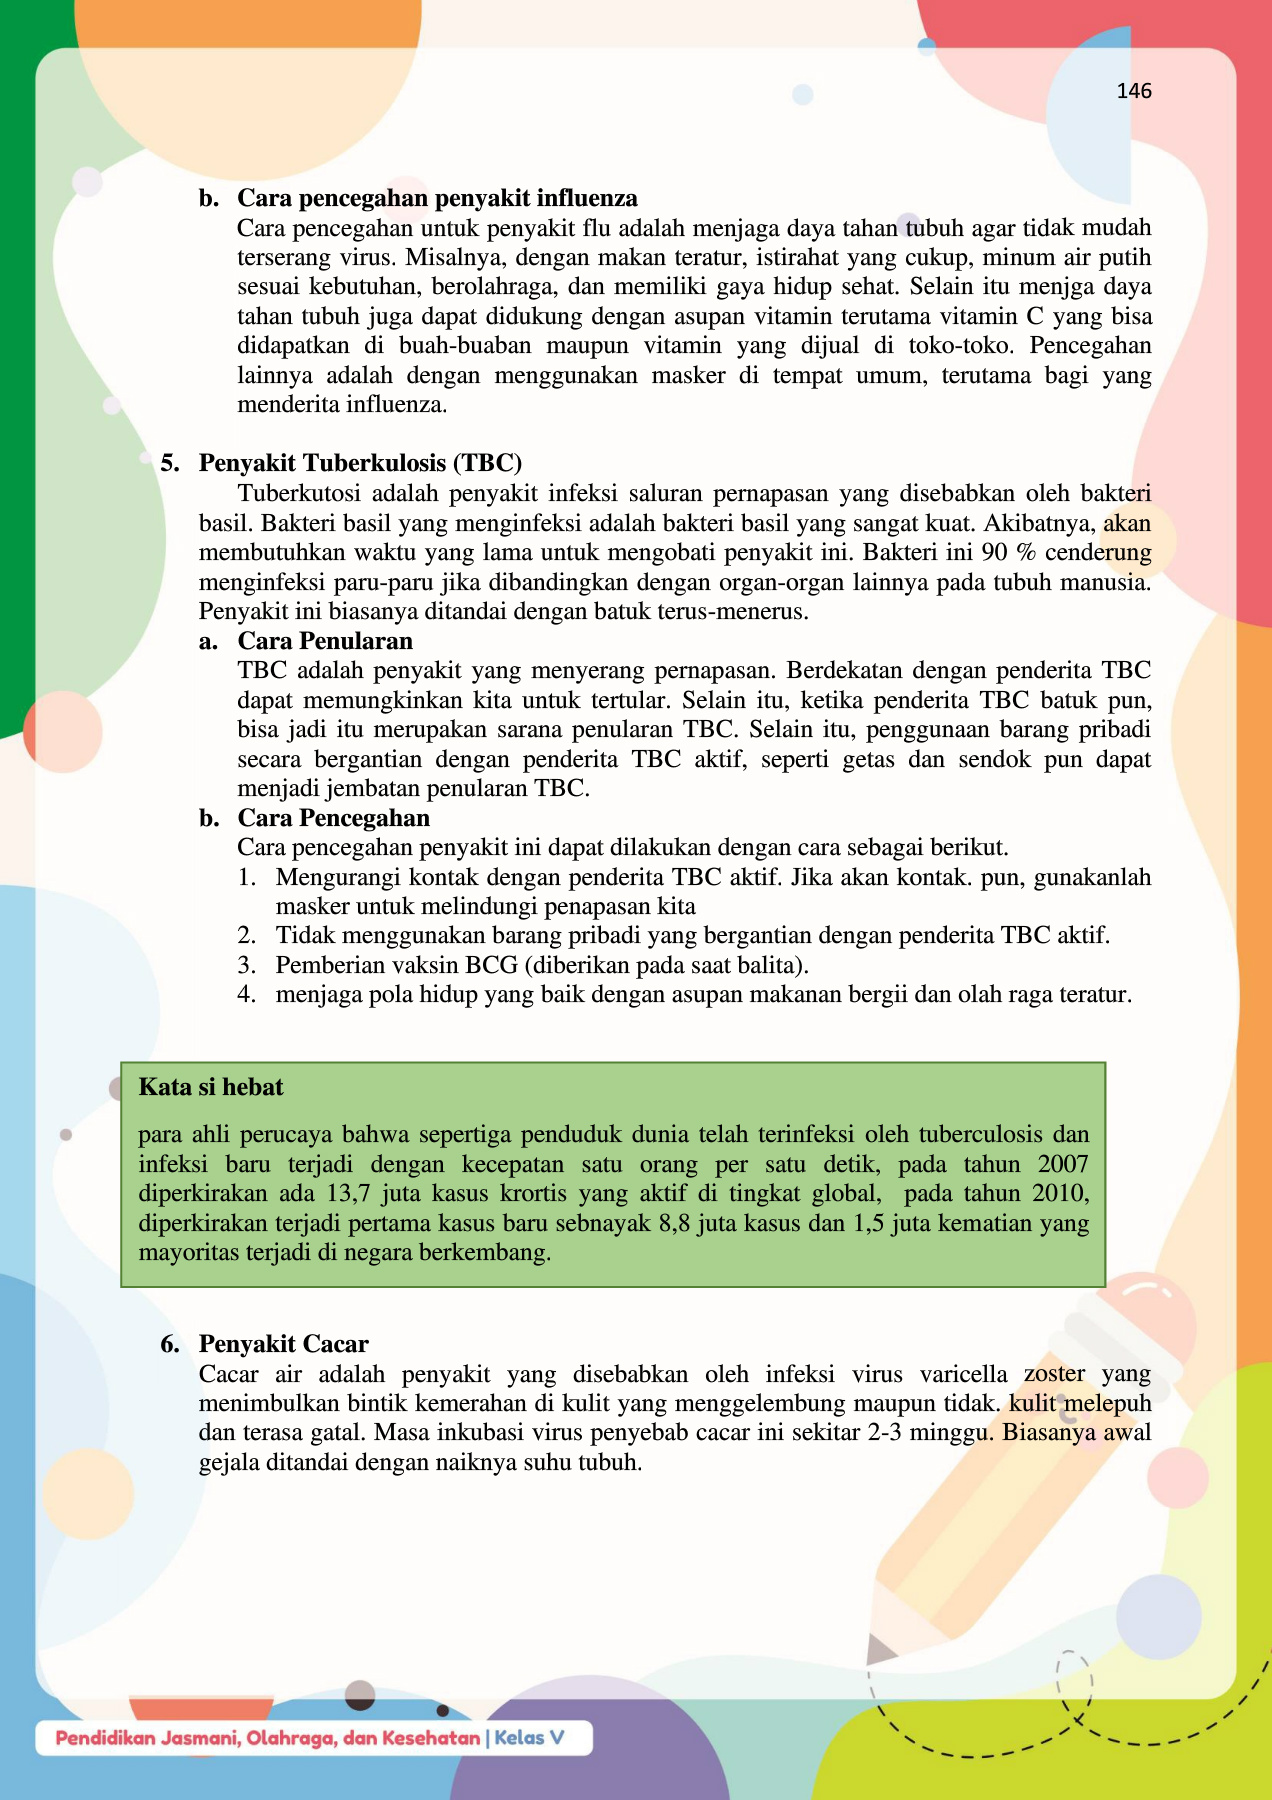 146
b. Cara pencegahan penyakit influenza
Cara pencegahan untuk penyakit flu adalah menjaga daya tahan tubuh agar tidak mudah
terserang virus. Misalnya, dengan makan teratur, istirahat yang cukup, minum air putih
sesuai kebutuhan, berolahraga, dan memiliki gaya hidup sehat. Selain itu menjga daya
tahan tubuh juga dapat didukung dengan asupan vitamin terutama vitamin C yang bisa
didapatkan di buah-buaban maupun vitamin yang dijual di toko-toko. Pencegahan
lainnya adalah dengan menggunakan masker di tempat umum, terutama bagi yang
menderita influenza.
5. Penyakit Tuberkulosis (TBC)
Tuberkutosi adalah penyakit infeksi saluran pernapasan yang disebabkan oleh bakteri
basil. Bakteri basil yang menginfeksi adalah bakteri basil yang sangat kuat. Akibatnya, akan
membutuhkan waktu yang lama untuk mengobati penyakit ini. Bakteri ini 90 % cenderung
menginfeksi paru-paru jika dibandingkan dengan organ-organ lainnya pada tubuh manusia.
Penyakit ini biasanya ditandai dengan batuk terus-menerus.
a. Cara Penularan
TBC adalah penyakit yang menyerang pernapasan. Berdekatan dengan penderita TBC
dapat memungkinkan kita untuk tertular. Selain itu, ketika penderita TBC batuk pun,
bisa jadi itu merupakan sarana penularan TBC. Selain itu, penggunaan barang pribadi
secara bergantian dengan penderita TBC aktif, seperti getas dan sendok pun dapat
menjadi jembatan penularan TBC.
b. Cara Pencegahan
Cara pencegahan penyakit ini dapat dilakukan dengan cara sebagai berikut.
1. Mengurangi kontak dengan penderita TBC aktif. Jika akan kontak. pun, gunakanlah
masker untuk melindungi penapasan kita
2. Tidak menggunakan barang pribadi yang bergantian dengan penderita TBC aktif.
3. Pemberian vaksin BCG (diberikan pada saat balita).
4. menjaga pola hidup yang baik dengan asupan makanan bergii dan olah raga teratur.
Kata si hebat
para ahli perucaya bahwa sepertiga penduduk dunia telah terinfeksi oleh tuberculosis dan
infeksi baru terjadi dengan kecepatan satu orang per satu detik, pada tahun 2007
diperkirakan ada 13,7 juta kasus krortis yang aktif di tingkat global, pada tahun 2010,
diperkirakan terjadi pertama kasus baru sebnayak 8,8 juta kasus dan 1,5 juta kematian yang
mayoritas terjadi di negara berkembang.
6. Penyakit Cacar
Cacar air adalah penyakit yang disebabkan oleh infeksi virus varicella zoster yang
menimbulkan bintik kemerahan di kulit yang menggelembung maupun tidak. kulit melepuh
dan terasa gatal. Masa inkubasi virus penyebab cacar ini sekitar 2-3 minggu. Biasanya awal
gejala ditandai dengan naiknya suhu tubuh.
Pendidikan Jasmani, Olahraga, dan Kesehatan | Kelas V